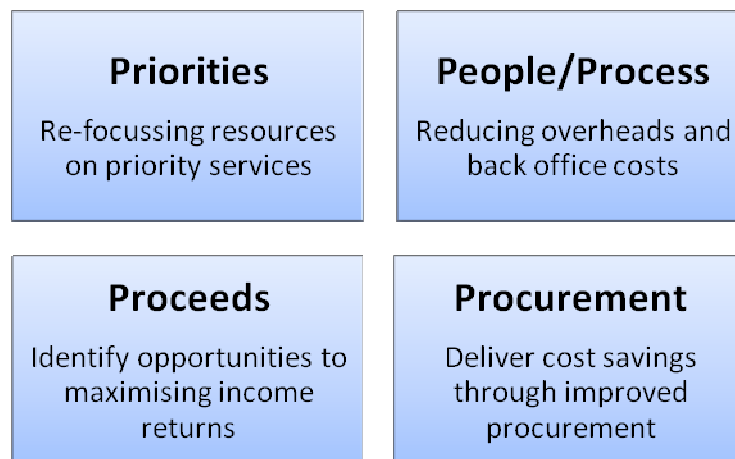 Priorities
Re-focussing resources
on priority services
People/Process
Reducing overheads and
back office costs
Proceeds
Identify opportunities to
maximising income
returns
Procurement
Deliver cost savings
through improved
procurement